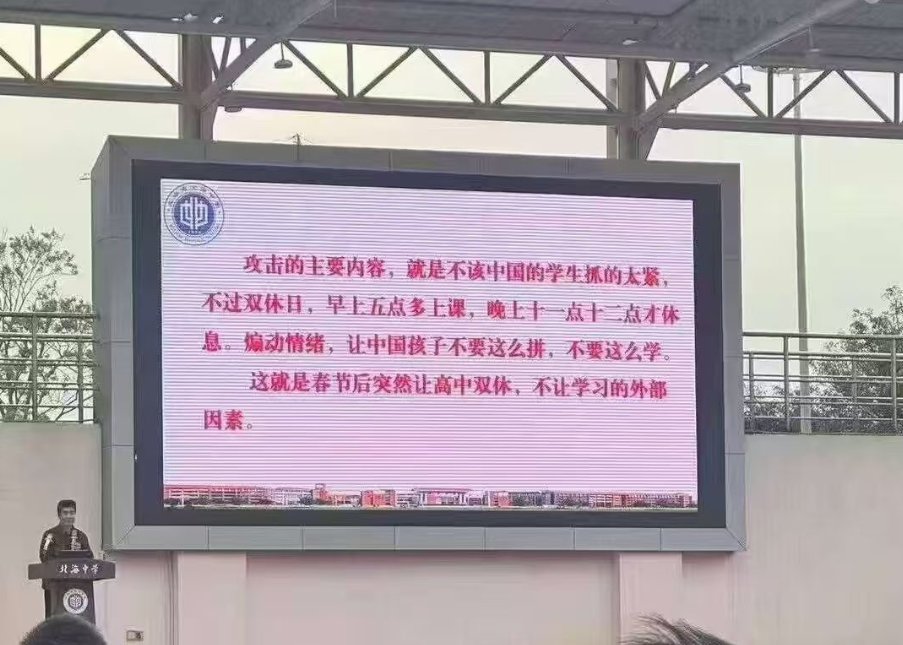 攻击的主要内容，就是不该中国的学生抓的太紧，
不过双休日，早上五点多上课，晚上十一点十二点才休
息。煽动情绪，让中国孩子不要这么拼，不要这么学。
这就是春节后突然让高中双休，不让学习的外部
因素。
北海中学